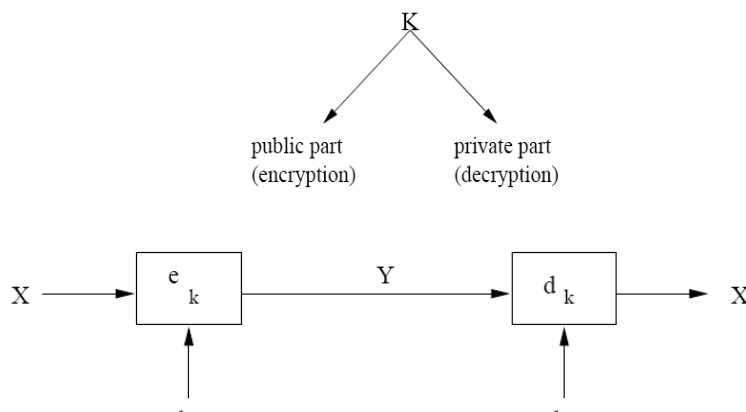 K
public part private part
(encryption) (decryption)
X e k Y d k X